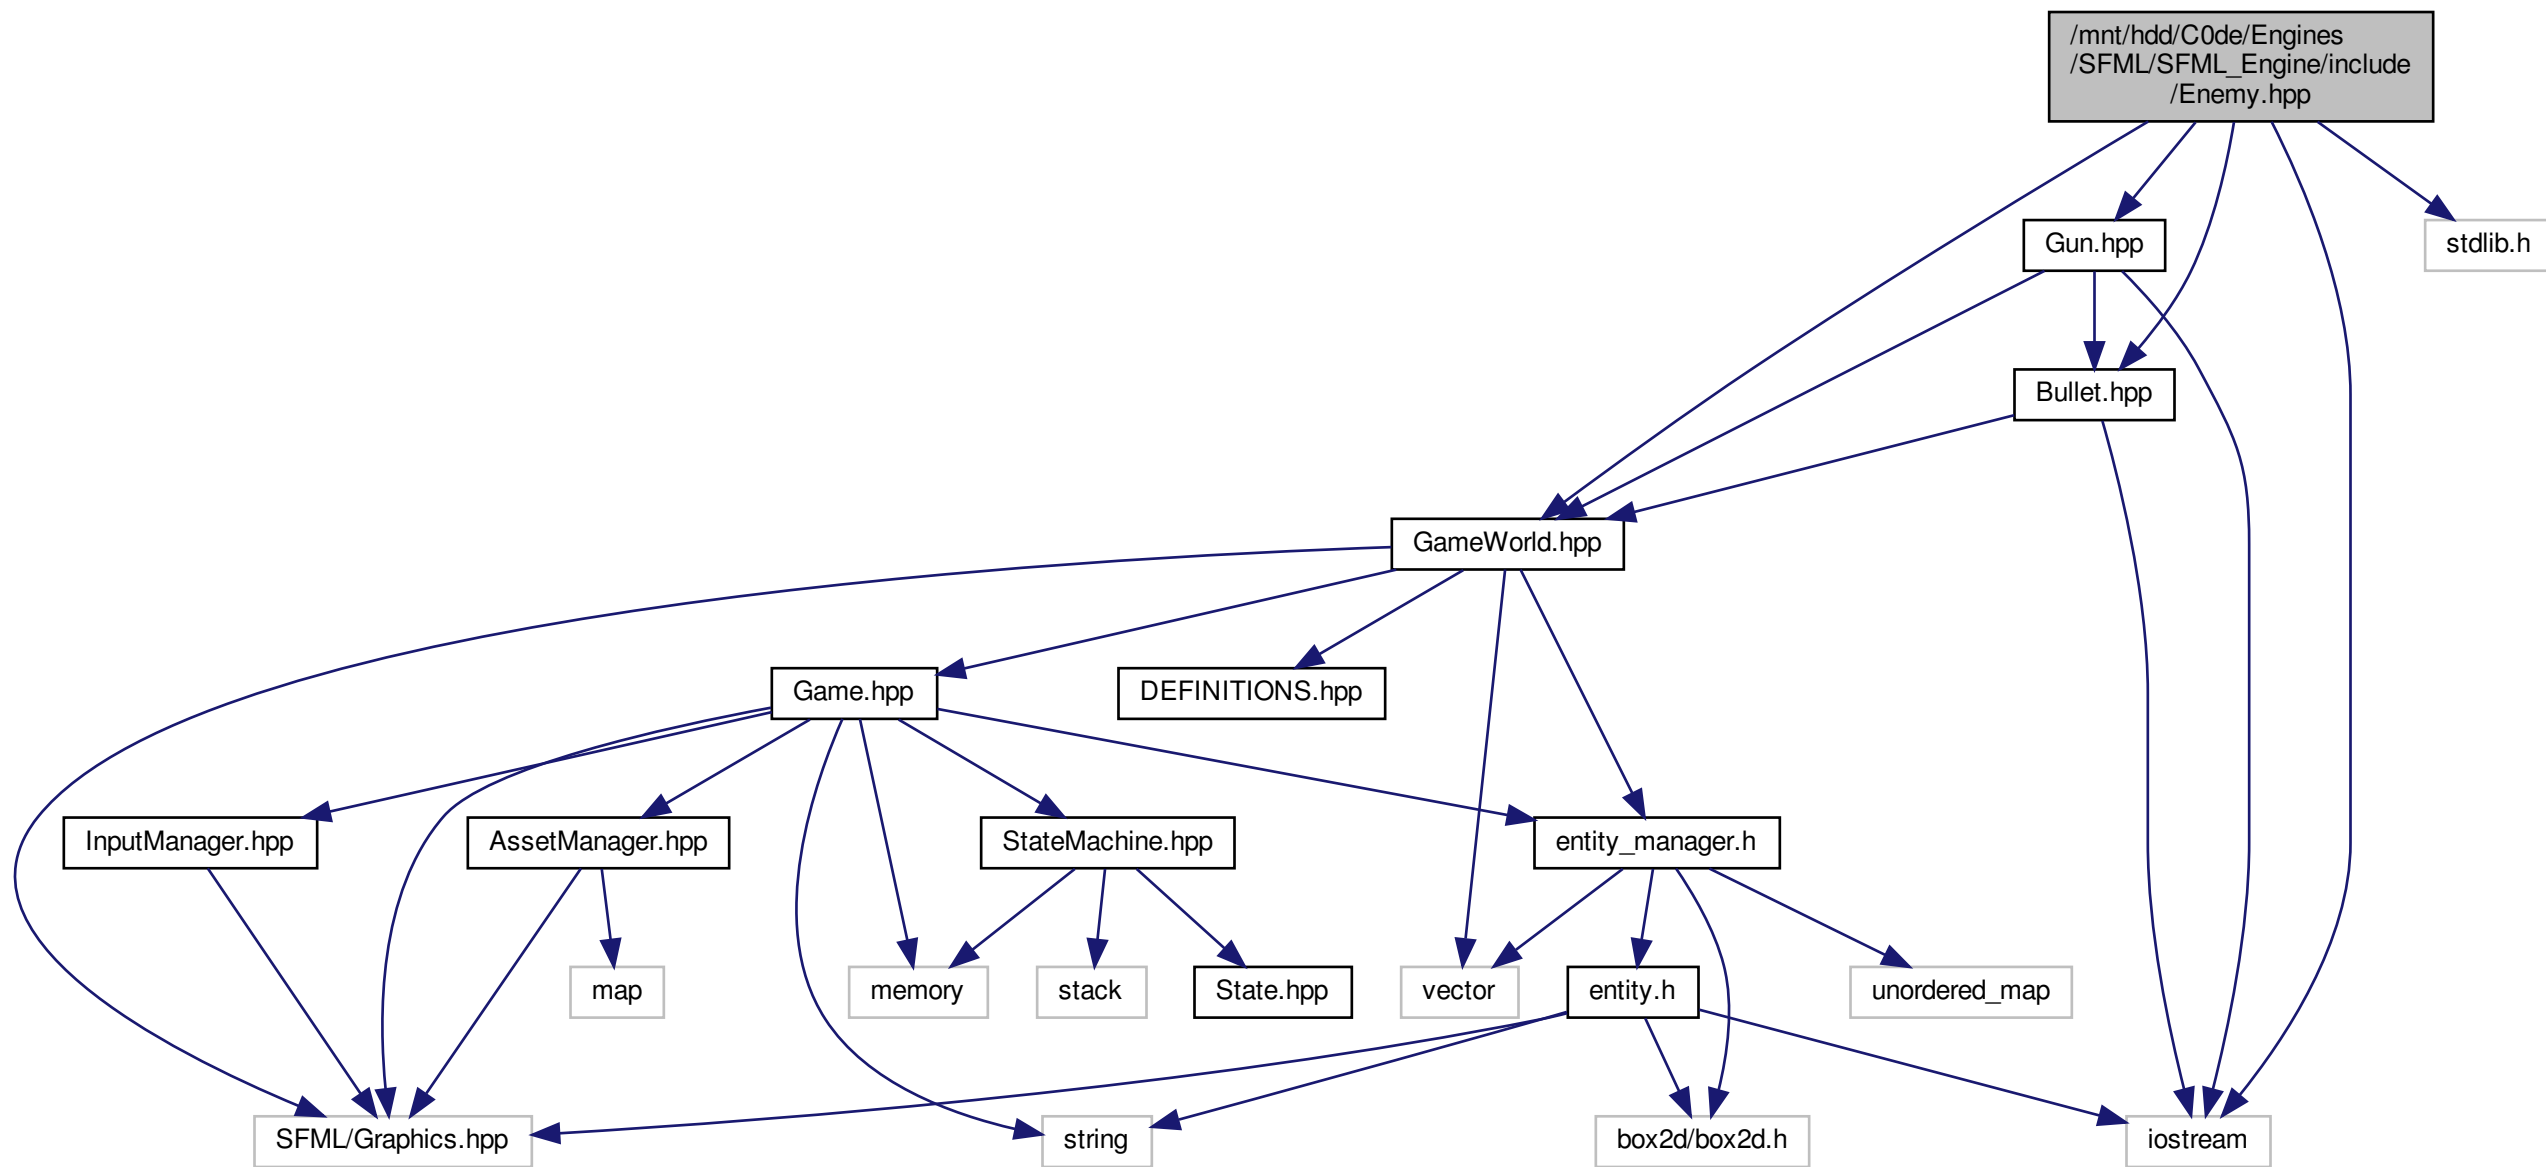 /mnt/hdd/C0de/Engines
/SFML/SFML_Engine/include
/Enemy.hpp
Gun.hpp
stdlib.h
Bullet.hpp
GameWorld.hpp
Game.hpp
DEFINITIONS.hpp
InputManager.hpp
AssetManager.hpp
StateMachine.hpp
entity_manager.h
map
memory
stack
State.hpp
vector
entity.h
unordered_map
SFML/Graphics.hpp
string
box2d/box2d.h
iostream